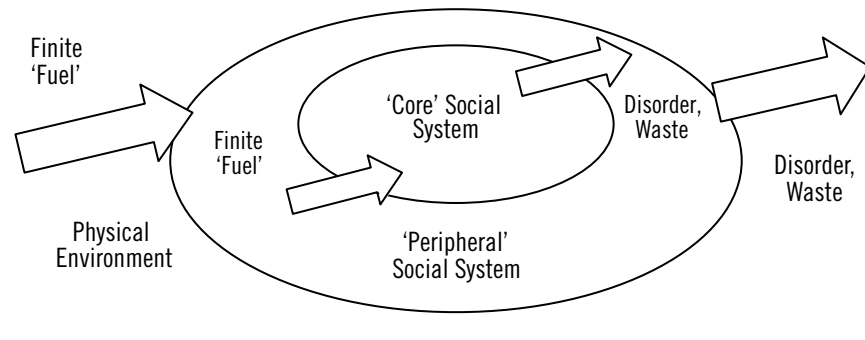 Finite
‘Fuel’
‘Core’ Social
System
Disorder,
Waste
Finite
‘Fuel’
Disorder,
Waste
Physical
Environment
‘Peripheral’
Social System